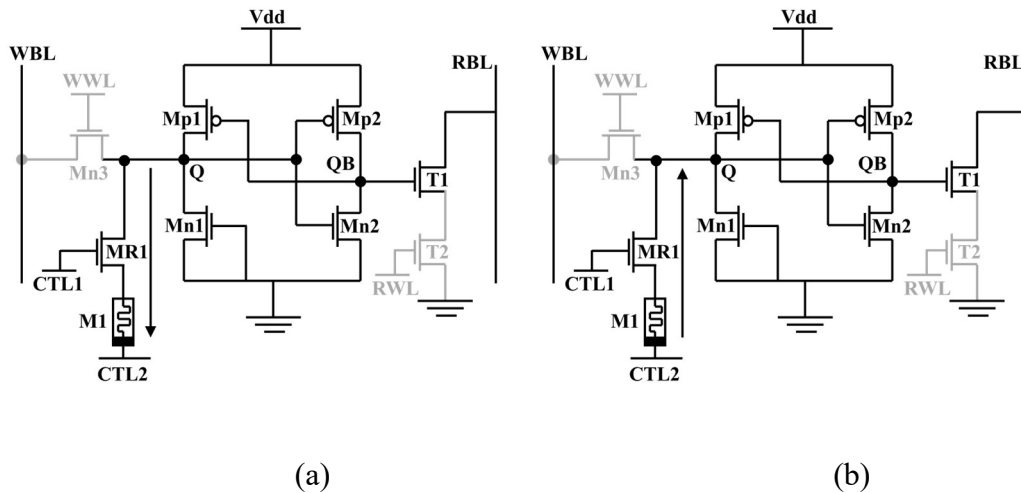 Vdd
WBL
RBL
WWL
Mp1
Mp2
QB
Mn3
Q
T1
Mn1
Mn2
MR1
T2
CTL1
RWL
M1
CTL2
(a)
Vdd
WBL
RBL
WWL
Mp1
Mp2
QB
Mn3
Q
T1
Mn1
Mn2
MR1
T2
CTL1
RWL
M1
CTL2
(b)